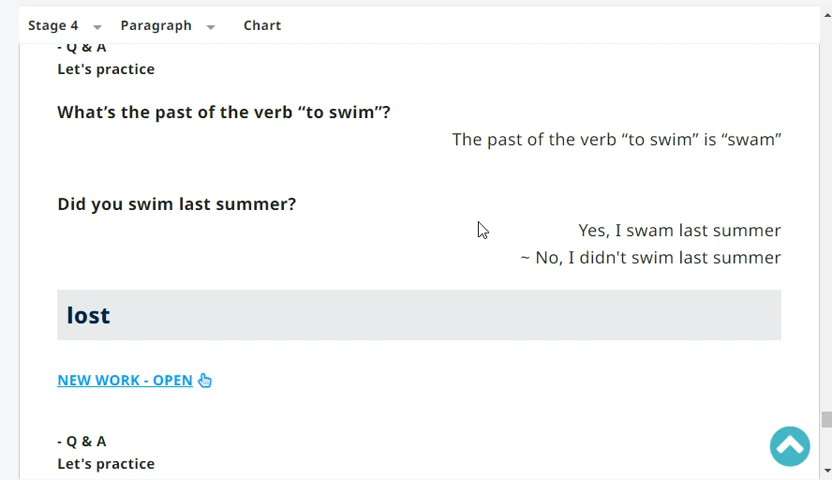 Stage 4 Paragraph Chart
- Q & A
Let's practice
What’s the past of the verb “to swim”?
The past of the verb “to swim” is “swam”
Did you swim last summer?
Yes, I swam last summer
~ No, I didn't swim last summer
lost
NEW WORK - OPEN
- Q & A
Let's practice